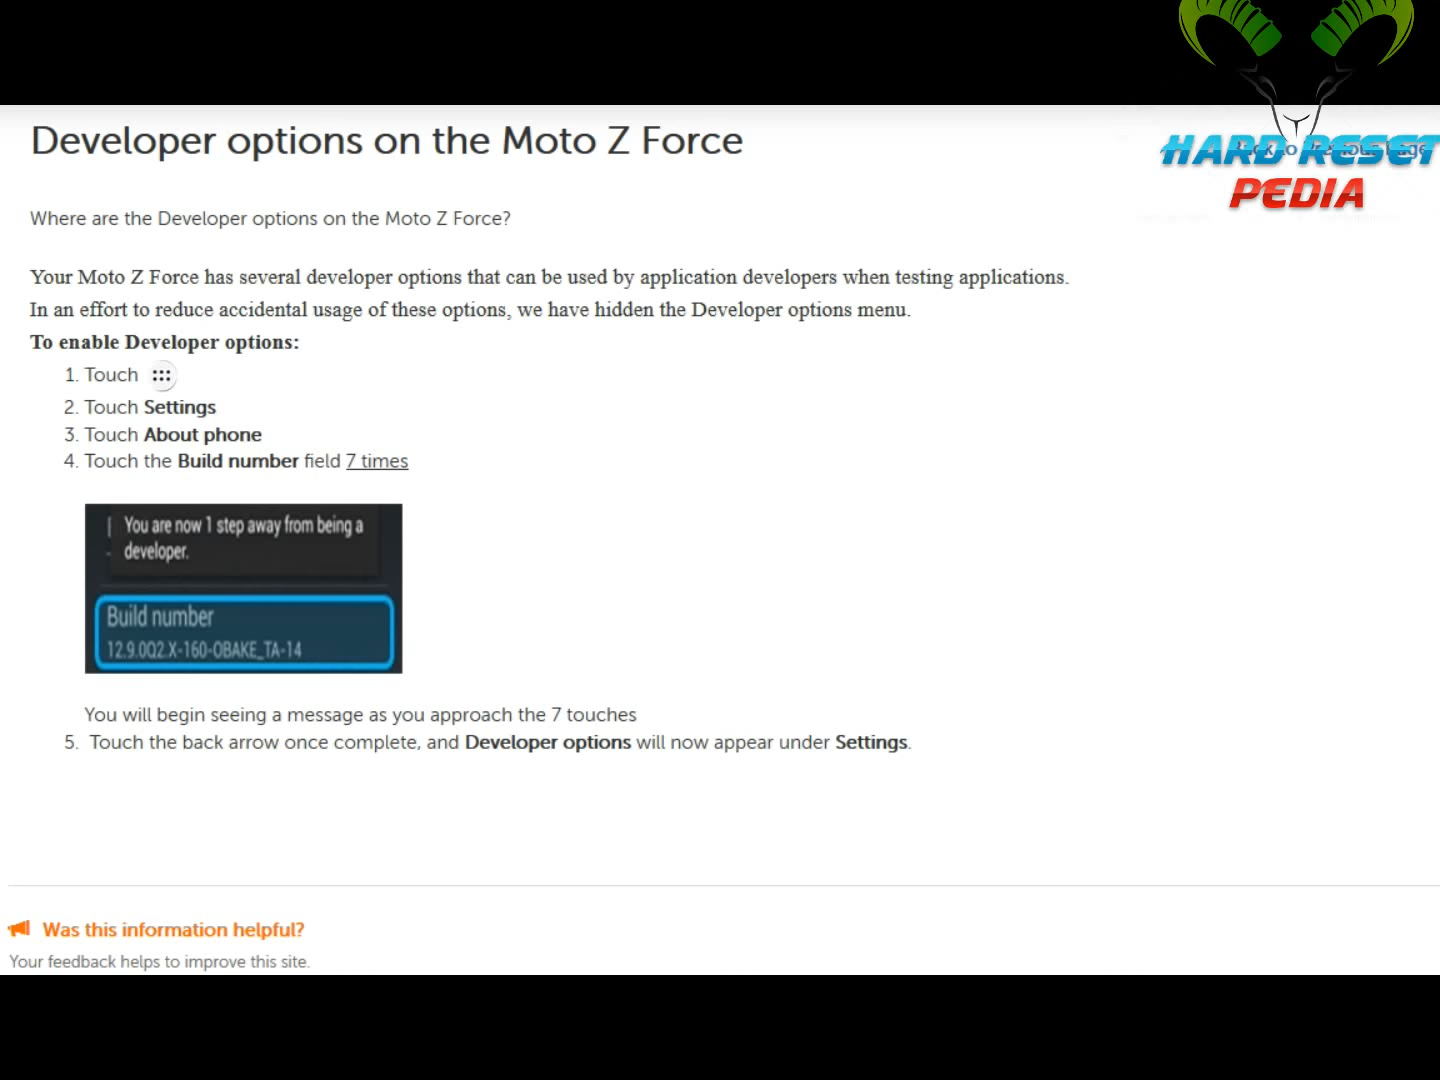 Developer options on the Moto Z Force
HARD RESET
PEDIA
Where are the Developer options on the Moto Z Force?
Your Moto Z Force has several developer options that can be used by application developers when testing applications.
In an effort to reduce accidental usage of these options, we have hidden the Developer options menu.
To enable Developer options:
1. Touch
2. Touch Settings
3. Touch About phone
4. Touch the Build number field 7 times
You are now 1 step away from being a
developer.
Build number
12.9.0Q2.X-160-OBAKE_TA-14
You will begin seeing a message as you approach the 7 touches
5. Touch the back arrow once complete, and Developer options will now appear under Settings.
Was this information helpful?
Your feedback helps to improve this site.